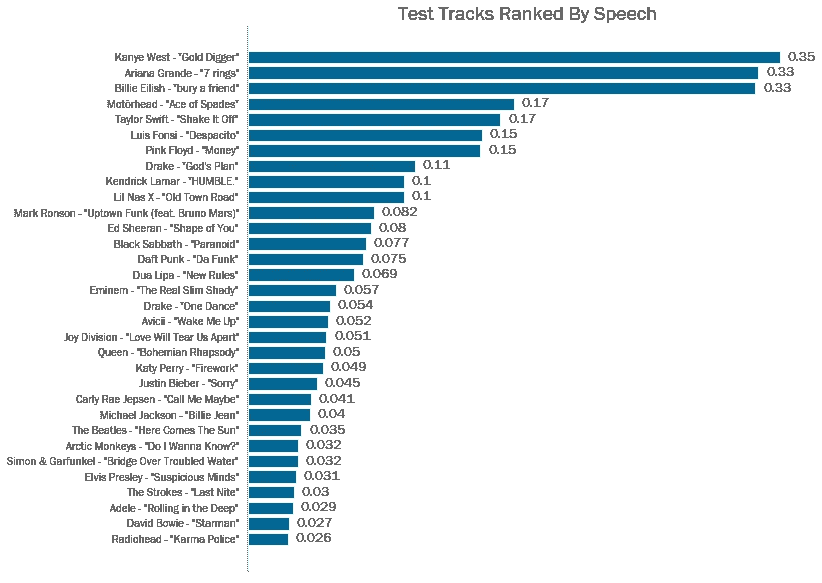 Test Tracks Ranked By Speech
Kanye West - "Gold Digger" 0.35
Ariana Grande - "7 rings" 0.33
Billie Eilish - "bury a friend" 0.33
Motörhead - "Ace of Spades" 0.17
Taylor Swift - "Shake It Off" 0.17
Luis Fonsi - "Despacito" 0.15
Pink Floyd - "Money" 0.15
Drake - "God's Plan" 0.11
Kendrick Lamar - "HUMBLE." 0.1
Lil Nas X - "Old Town Road" 0.1
Mark Ronson - "Uptown Funk (feat. Bruno Mars)" 0.082
Ed Sheeran - "Shape of You" 0.08
Black Sabbath - "Paranoid" 0.077
Daft Punk - "Da Funk" 0.075
Dua Lipa - "New Rules" 0.069
Eminem - "The Real Slim Shady" 0.057
Drake - "One Dance" 0.054
Avicii - "Wake Me Up" 0.052
Joy Division - "Love Will Tear Us Apart" 0.051
Queen - "Bohemian Rhapsody" 0.05
Katy Perry - "Firework" 0.049
Justin Bieber - "Sorry" 0.045
Carly Rae Jepsen - "Call Me Maybe" 0.041
Michael Jackson - "Billie Jean" 0.04
The Beatles - "Here Comes The Sun" 0.035
Arctic Monkeys - "Do I Wanna Know?" 0.032
Simon & Garfunkel - "Bridge Over Troubled Water" 0.032
Elvis Presley - "Suspicious Minds" 0.031
The Strokes - "Last Nite" 0.03
Adele - "Rolling in the Deep" 0.029
David Bowie - "Starman" 0.027
Radiohead - "Karma Police" 0.026